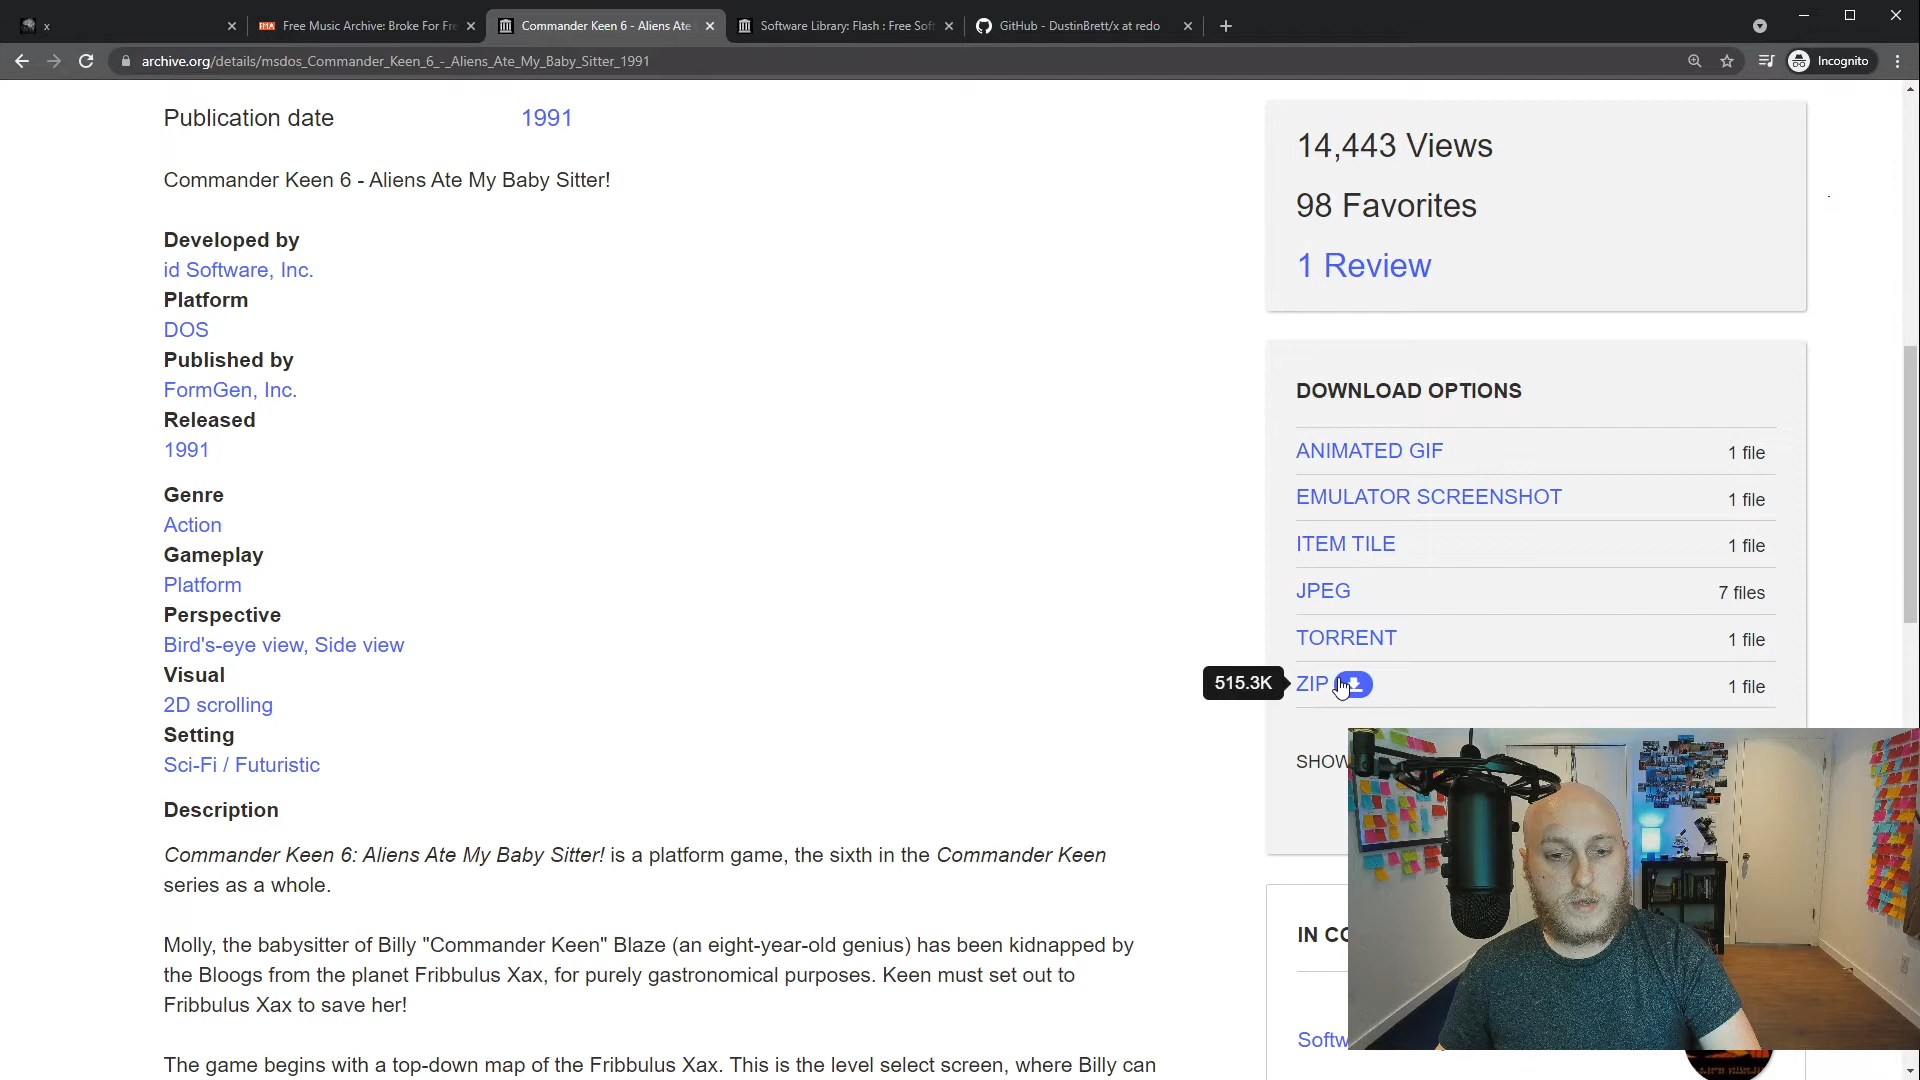 x
Free Music Archive: Broke For Fre
Commander Keen 6 - Aliens Ate
Software Library: Flash : Free Soft
GitHub - DustinBrett/x at redo
archive.org/details/msdos_Commander_Keen_6_-_Aliens_Ate_My_Baby_Sitter_1991
Incognito
Publication date 1991
Commander Keen 6 - Aliens Ate My Baby Sitter!
Developed by
id Software, Inc.
Platform
DOS
Published by
FormGen, Inc.
Released
1991
Genre
Action
Gameplay
Platform
Perspective
Bird's-eye view, Side view
Visual
2D scrolling
Setting
Sci-Fi / Futuristic
Description
Commander Keen 6: Aliens Ate My Baby Sitter! is a platform game, the sixth in the Commander Keen
series as a whole.
Molly, the babysitter of Billy "Commander Keen" Blaze (an eight-year-old genius) has been kidnapped by
the Bloogs from the planet Fribbulus Xax, for purely gastronomical purposes. Keen must set out to
Fribbulus Xax to save her!
The game begins with a top-down map of the Fribbulus Xax. This is the level select screen, where Billy can
14,443 Views
98 Favorites
1 Review
DOWNLOAD OPTIONS
ANIMATED GIF 1 file
EMULATOR SCREENSHOT 1 file
ITEM TILE 1 file
JPEG 7 files
TORRENT 1 file
515.3K ZIP 1 file
SHOW
IN CO
Softw